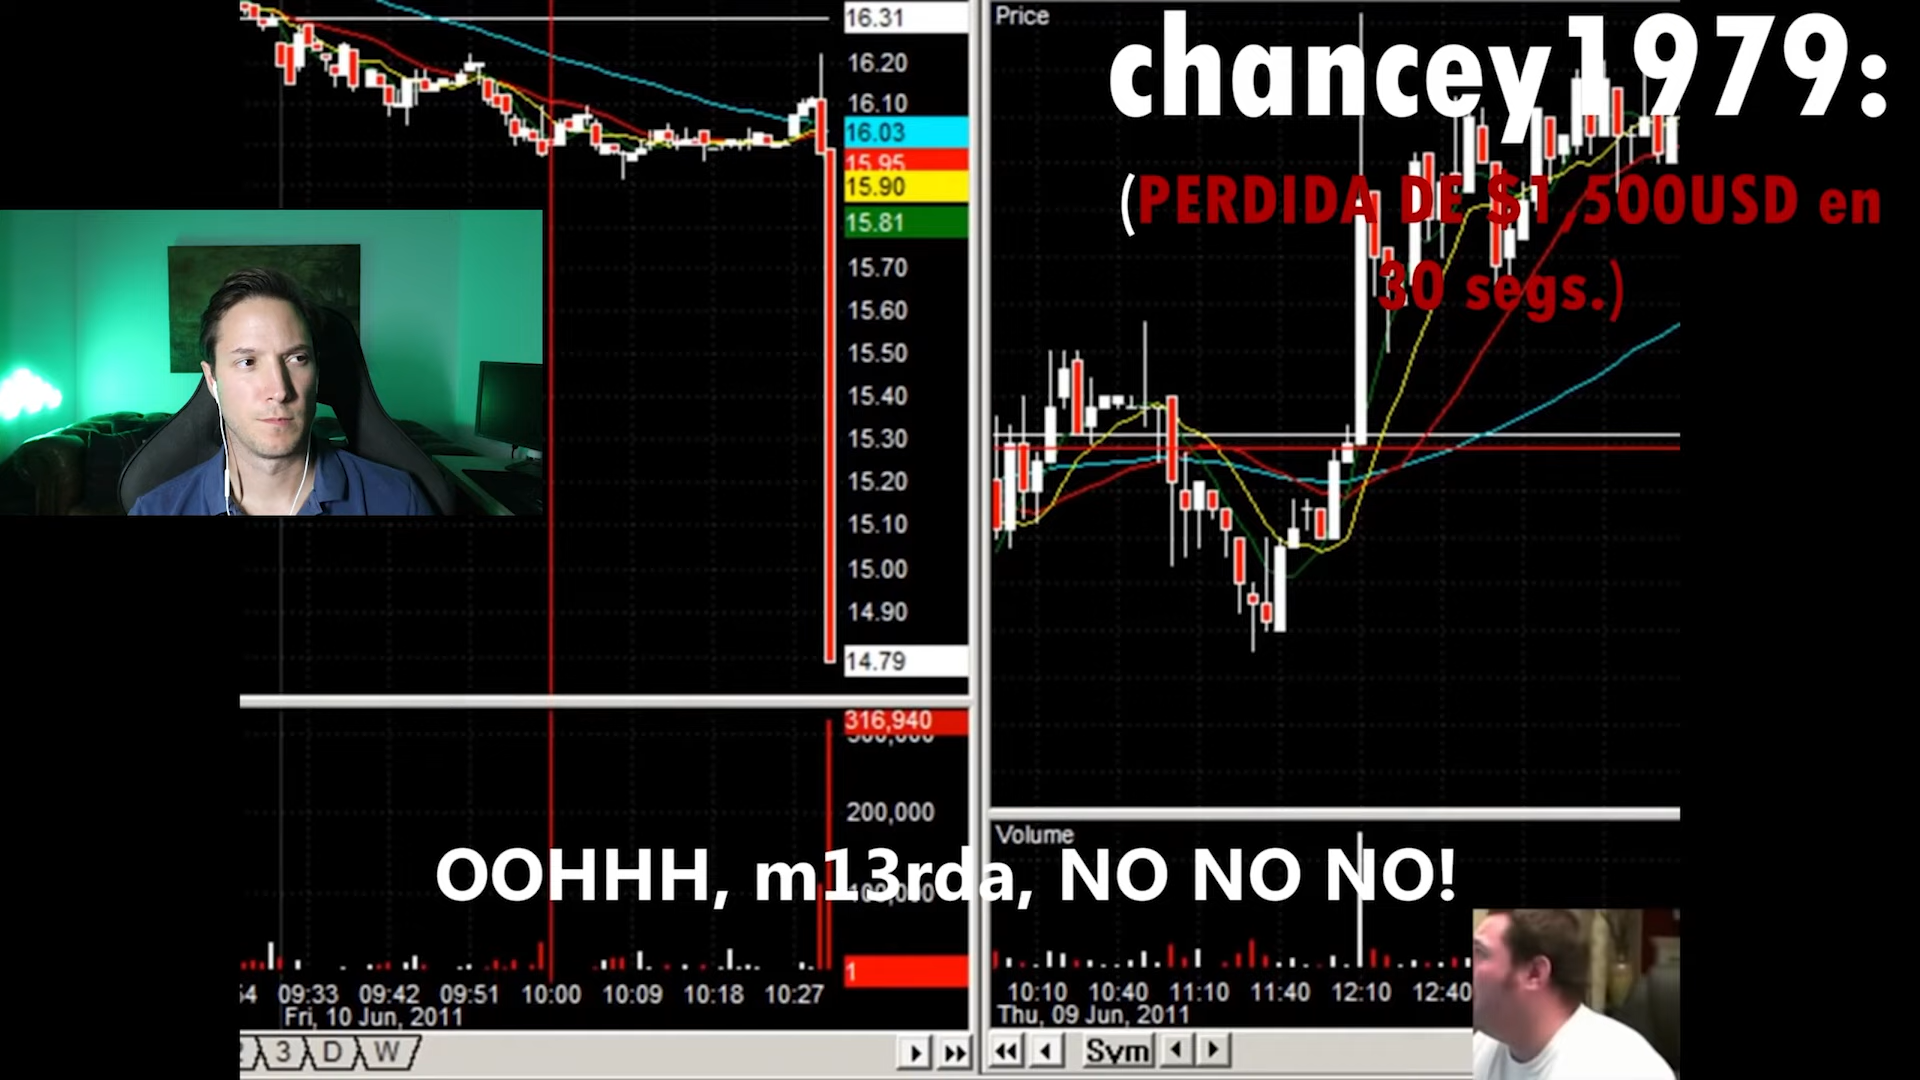 chancey1979:
(PERDIDA DE $1,500USD en
30 segs.)
16.31
16.20
16.10
16.03
15.95
15.90
15.81
15.70
15.60
15.50
15.40
15.30
15.20
15.10
15.00
14.90
14.79
316,940
300,000
200,000
100,000
1
09:33 09:42 09:51 10:00 10:09 10:18 10:27
Fri, 10 Jun, 2011
3 D W
Price
Volume
10:10 10:40 11:10 11:40 12:10 12:40
Thu, 09 Jun, 2011
Sym
OOHHH, m13rda, NO NO NO!